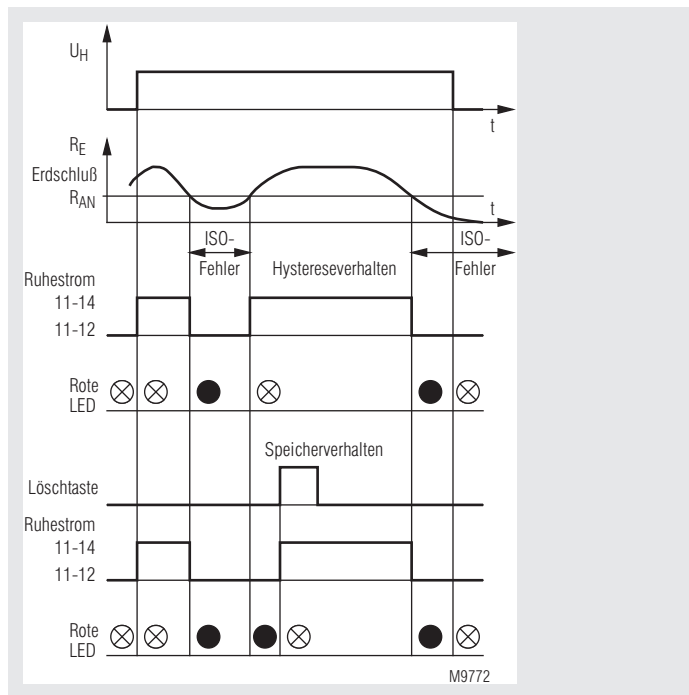 UH
t
RE
Erdschluß
RAN
t
ISO-
Fehler
Hystereseverhalten
ISO-
Fehler
Ruhestrom
11-14
11-12
Rote
LED
Speicherverhalten
Löschtaste
Ruhestrom
11-14
11-12
Rote
LED
M9772